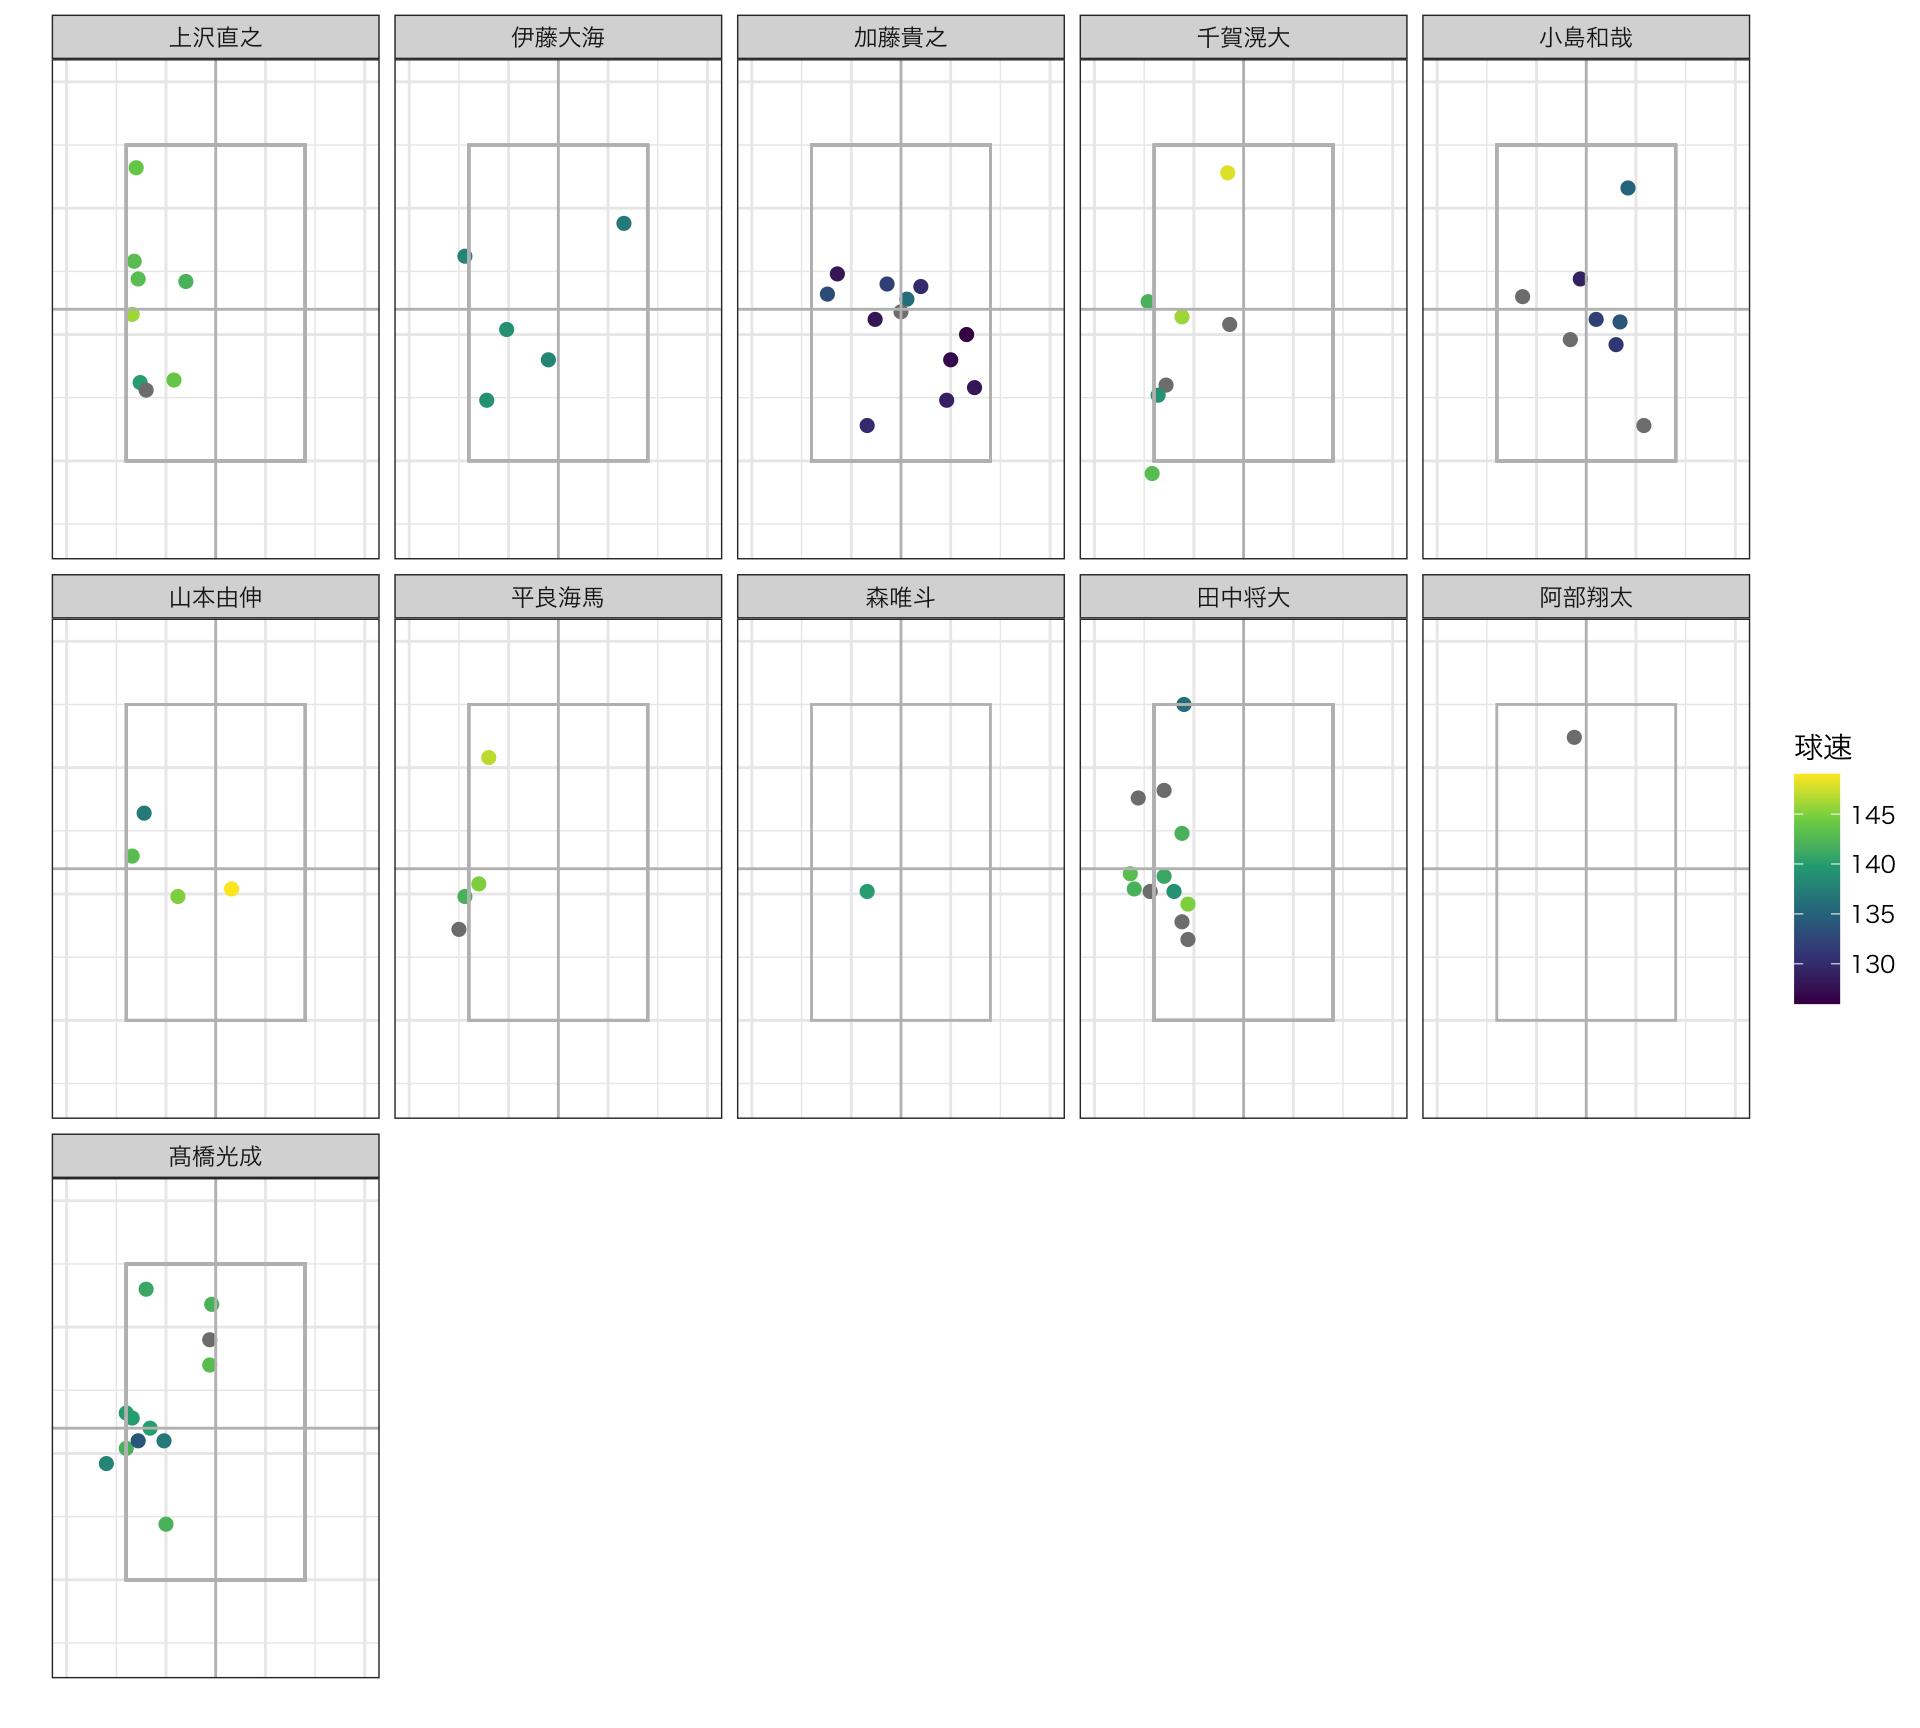 上沢直之
伊藤大海
加藤貴之
千賀滉大
小島和哉
山本由伸
平良海馬
森唯斗
田中将大
阿部翔太
髙橋光成
球速
145
140
135
130